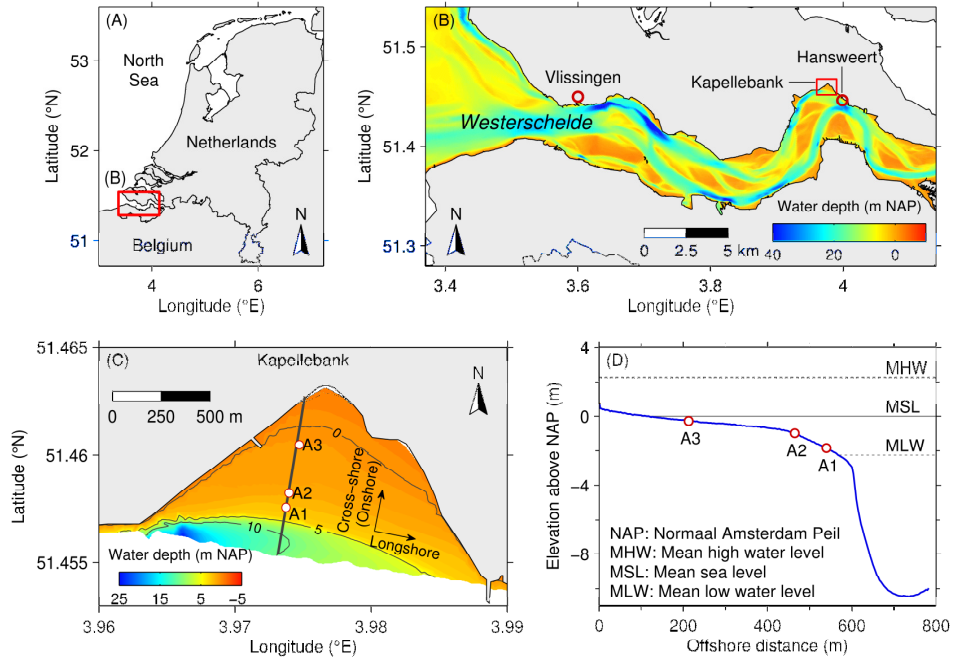 (A)
North
Sea
Netherlands
(B)
Belgium
N
53
52
51
4
6
Latitude (°N)
Longitude (°E)
(B)
Hansweert
Vlissingen
Kapellebank
Westerschelde
Water depth (m NAP)
N
0 2.5 5 km
40 20 0
51.5
51.4
51.3
3.4 3.6 3.8 4
Latitude (°N)
Longitude (°E)
(C)
Kapellebank
0 250 500 m
N
0
A3
A2
A1
Cross-shore
(Onshore)
Longshore
10
5
Water depth (m NAP)
25 15 5 -5
51.465
51.46
51.455
3.96 3.97 3.98 3.99
Latitude (°N)
Longitude (°E)
(D)
MHW
MSL
MLW
A3
A2
A1
NAP: Normaal Amsterdam Peil
MHW: Mean high water level
MSL: Mean sea level
MLW: Mean low water level
4
0
-4
-8
0 200 400 600 800
Elevation above NAP (m)
Offshore distance (m)